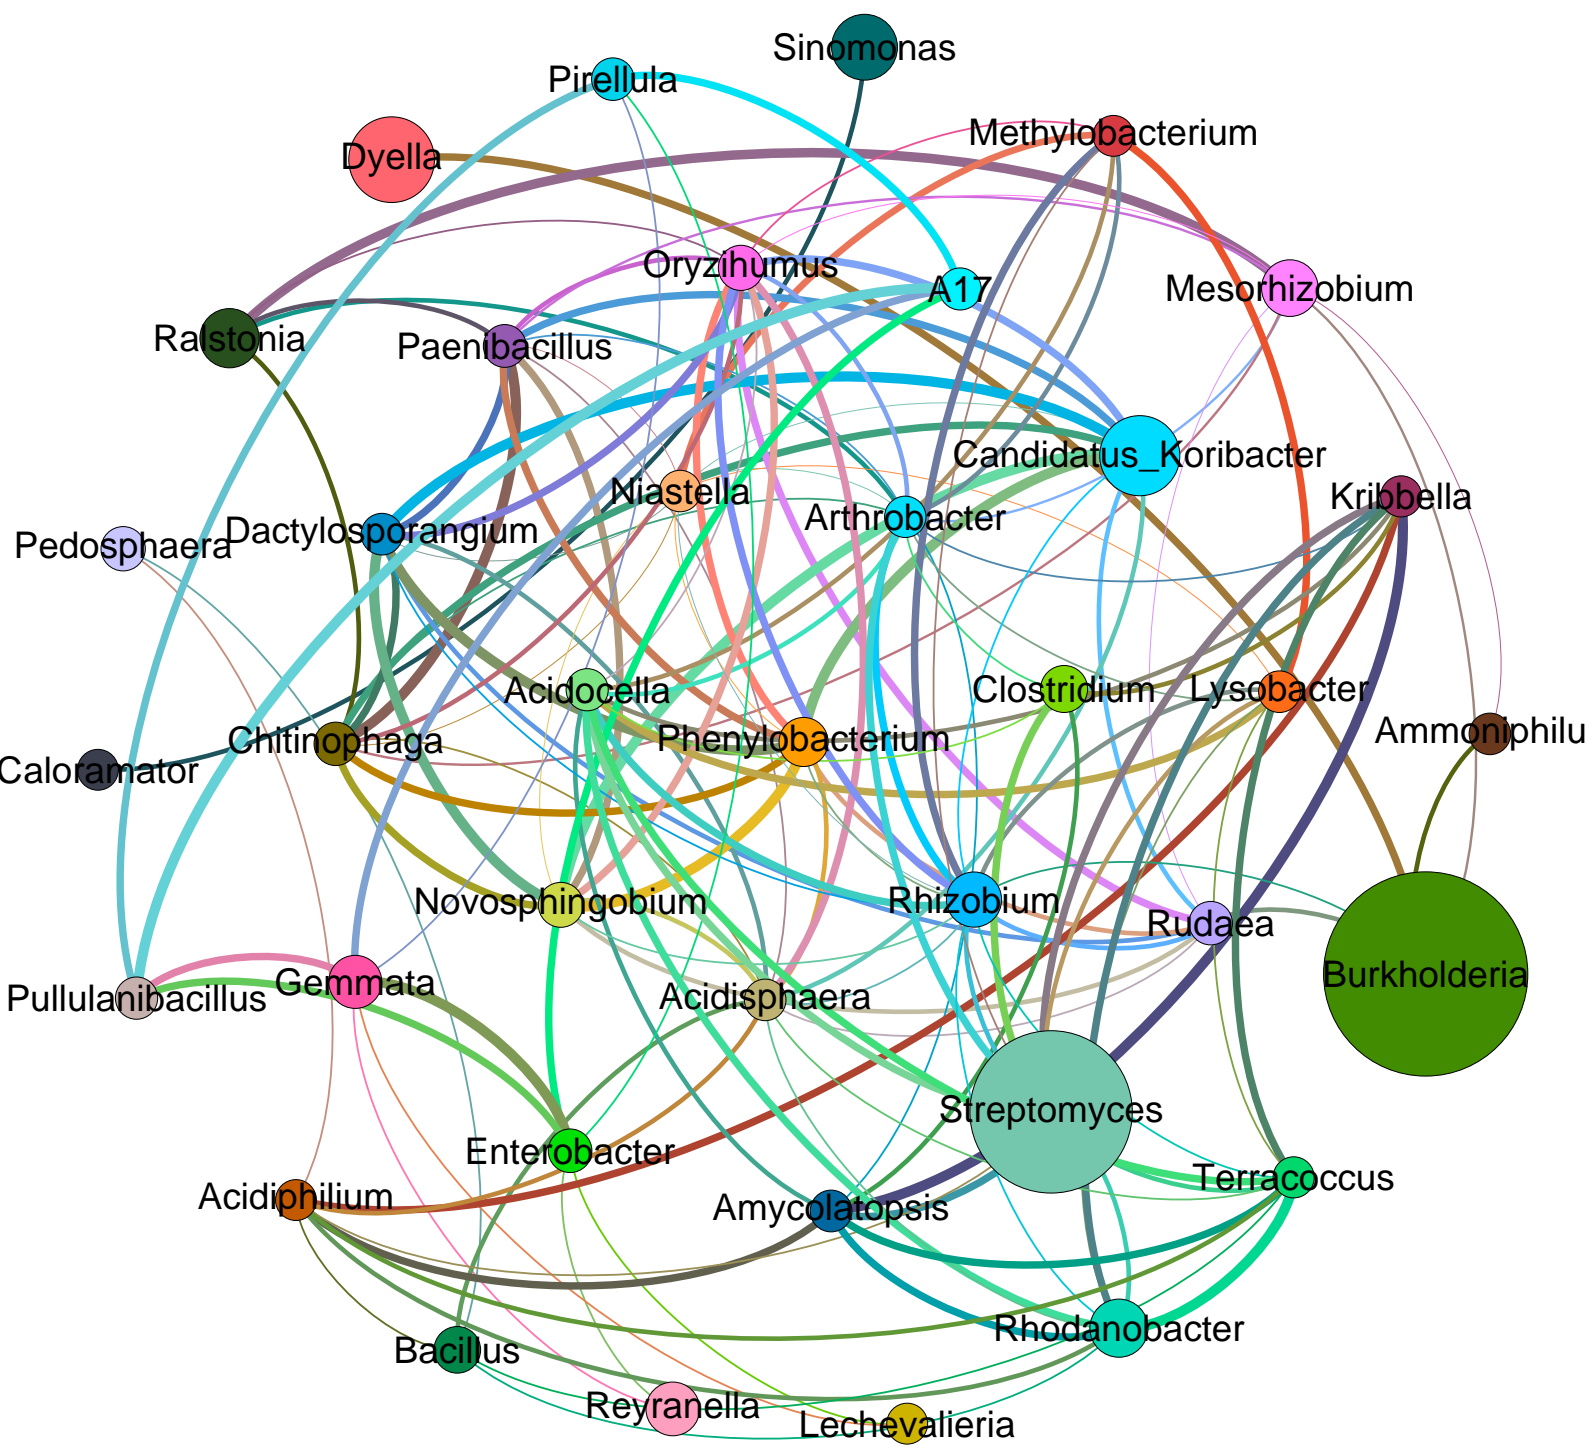 Sinomonas
Pirellula
Methylobacterium
Dyella
Oryzihumus
A17
Mesorhizobium
Ralstonia
Paenibacillus
Candidatus_Koribacter
Niastella
Kribbella
Arthrobacter
Dactylosporangium
Pedosphaera
Acidocella
Clostridium
Lysobacter
Ammoniphilu
Chitinophaga
Phenylobacterium
Caloramator
Novosphingobium
Rhizobium
Rudaea
Burkholderia
Gemmata
Pullulanibacillus
Acidisphaera
Streptomyces
Enterobacter
Terracoccus
Acidiphilium
Amycolatopsis
Rhodanobacter
Bacillus
Reyranella
Lechevalieria